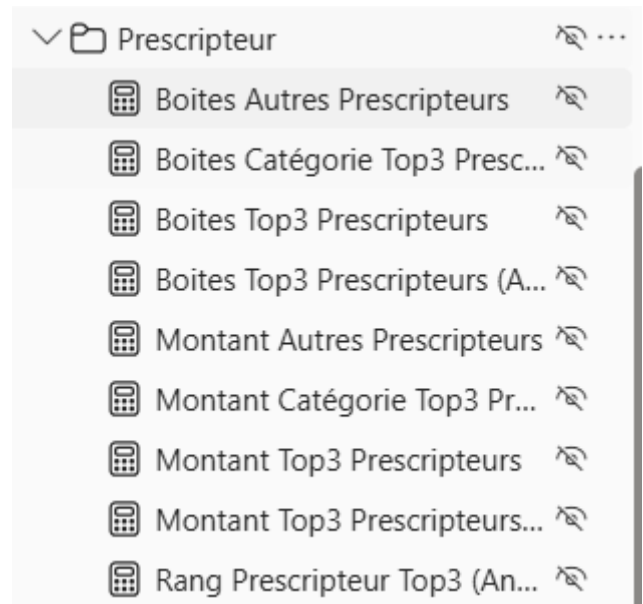 Prescripteur
Boites Autres Prescripteurs
Boites Catégorie Top3 Presc...
Boites Top3 Prescripteurs
Boites Top3 Prescripteurs (A...
Montant Autres Prescripteurs
Montant Catégorie Top3 Pr...
Montant Top3 Prescripteurs
Montant Top3 Prescripteurs...
Rang Prescripteur Top3 (An...